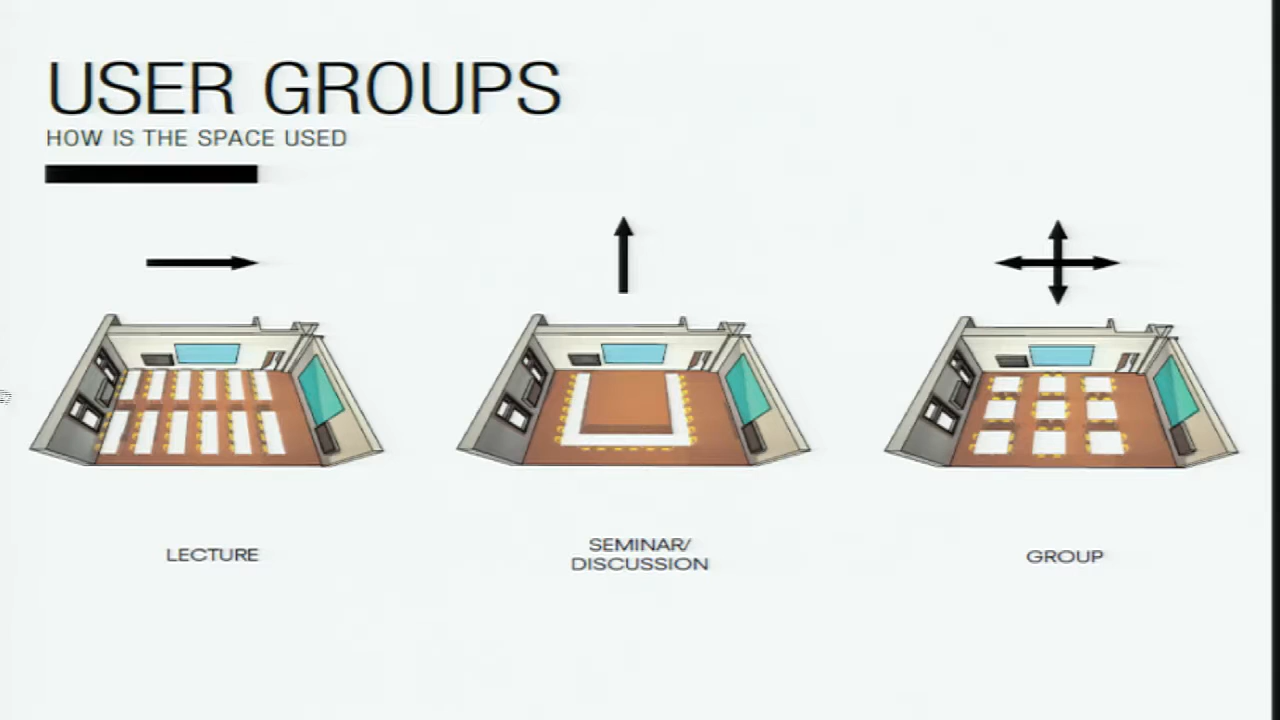 USER GROUPS
HOW IS THE SPACE USED
LECTURE
SEMINAR/
DISCUSSION
GROUP